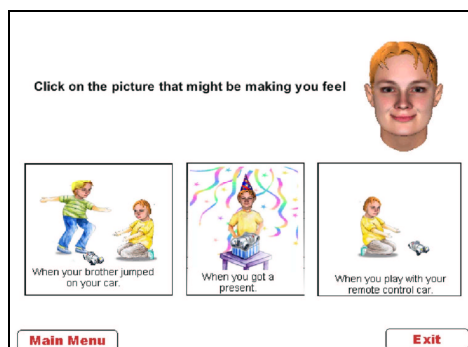 Click on the picture that might be making you feel
When your brother jumped
on your car.
When you got a
present.
When you play with your
remote control car.
Main Menu
Exit